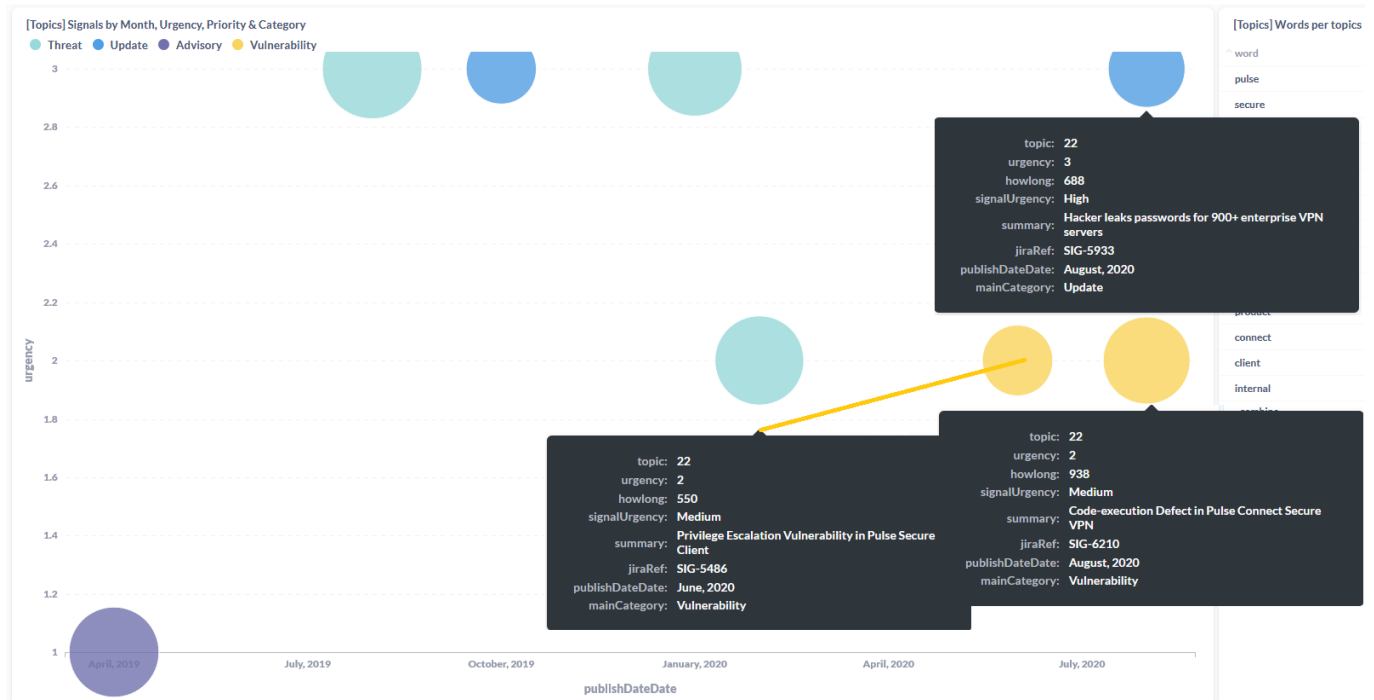 [Topics] Signals by Month, Urgency, Priority & Category
Threat Update Advisory Vulnerability
3
2.8
2.6
2.4
2.2
2
1.8
1.6
1.4
1.2
1
urgency
April, 2019 July, 2019 October, 2019 January, 2020 April, 2020 July, 2020
publishDateDate
topic: 22
urgency: 3
howlong: 688
signalUrgency: High
summary: Hacker leaks passwords for 900+ enterprise VPN
servers
jiraRef: SIG-5933
publishDateDate: August, 2020
mainCategory: Update
topic: 22
urgency: 2
howlong: 550
signalUrgency: Medium
summary: Privilege Escalation Vulnerability in Pulse Secure
Client
jiraRef: SIG-5486
publishDateDate: June, 2020
mainCategory: Vulnerability
topic: 22
urgency: 2
howlong: 938
signalUrgency: Medium
summary: Code-execution Defect in Pulse Connect Secure
VPN
jiraRef: SIG-6210
publishDateDate: August, 2020
mainCategory: Vulnerability
[Topics] Words per topics
word
pulse
secure
product
connect
client
internal